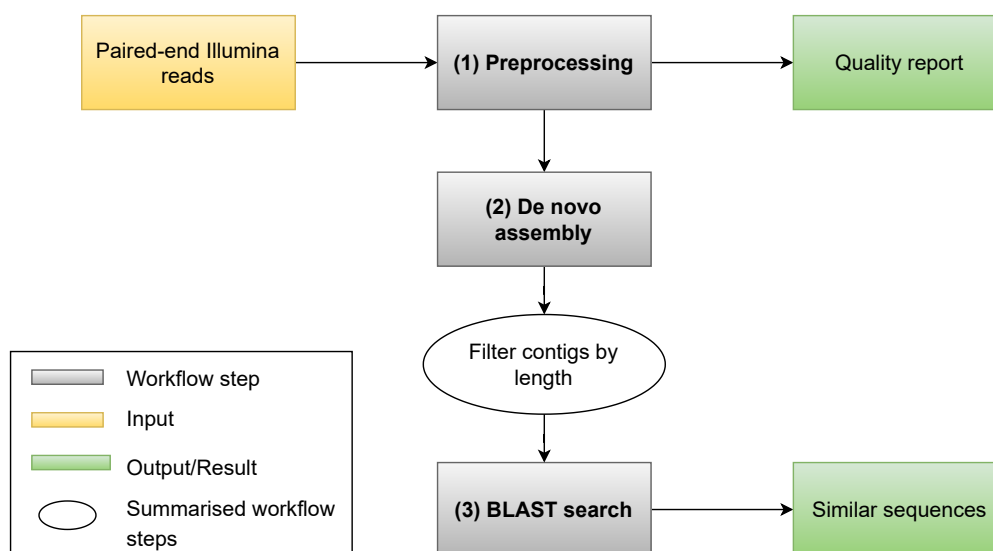 Paired-end Illumina
reads
(1) Preprocessing
Quality report
(2) De novo
assembly
Filter contigs by
length
Workflow step
Input
Output/Result
Summarised workflow
steps
(3) BLAST search
Similar sequences